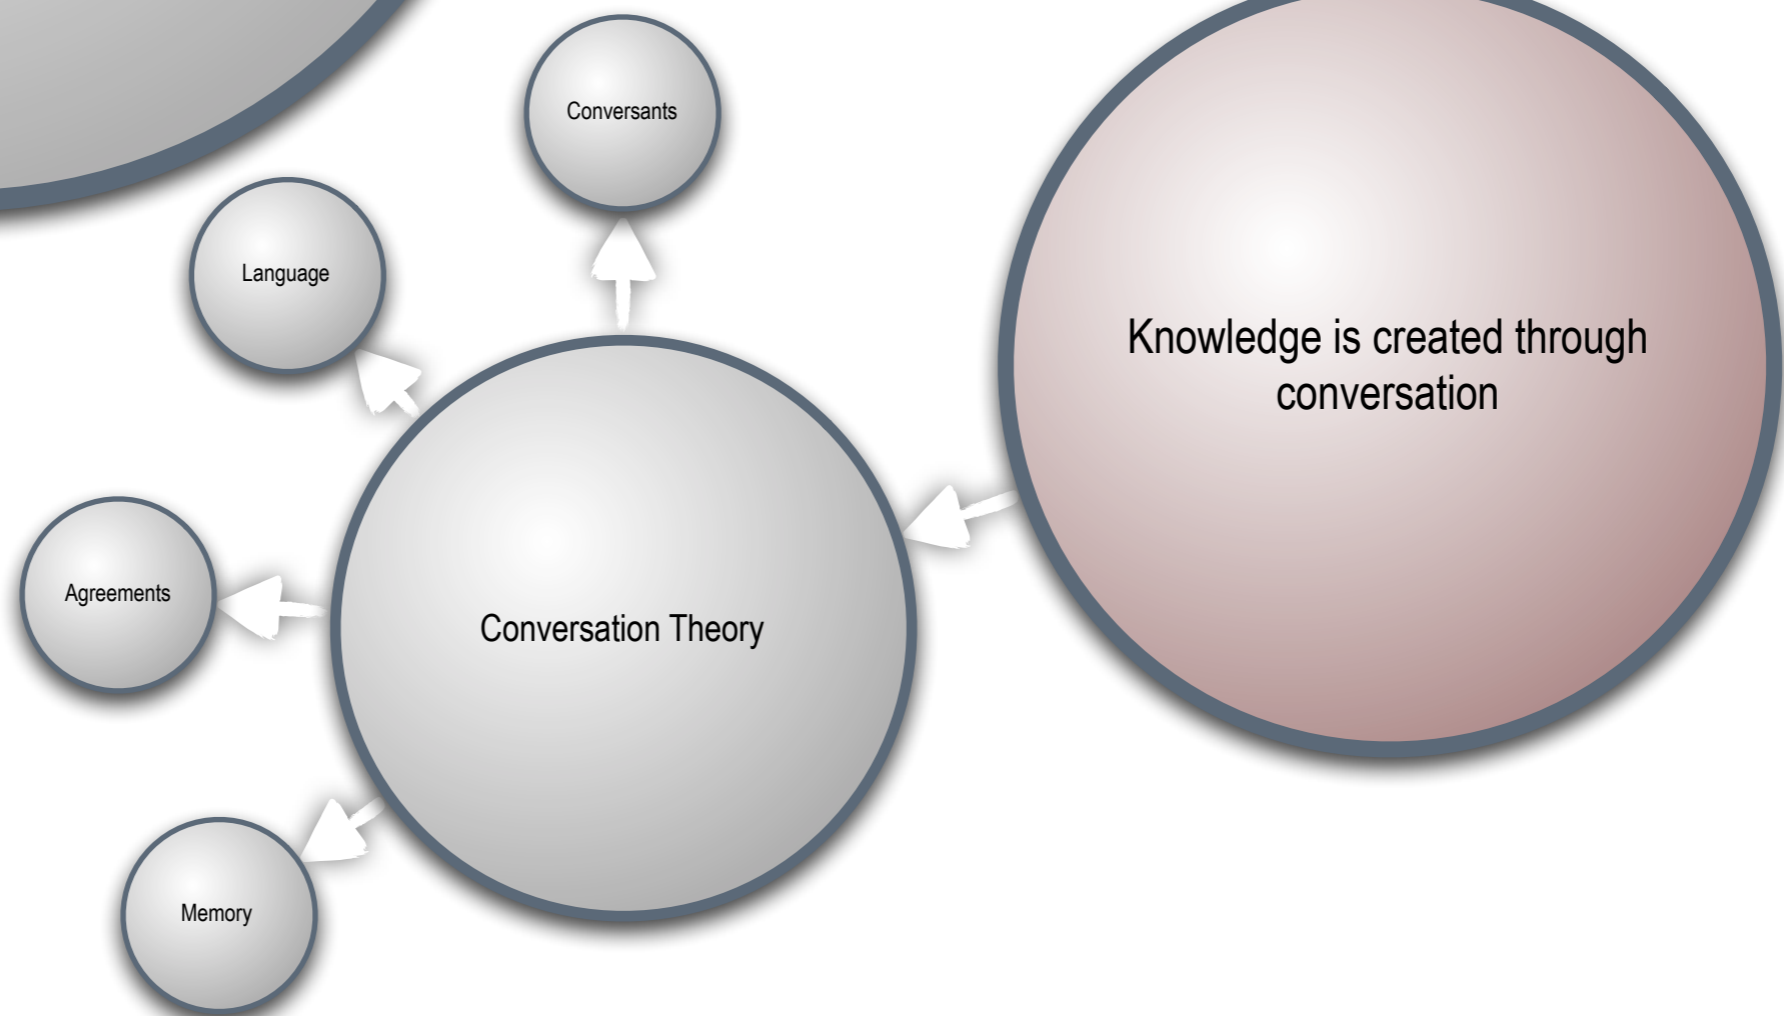 Conversants
Language
Knowledge is created through
conversation
Agreements
Conversation Theory
Memory